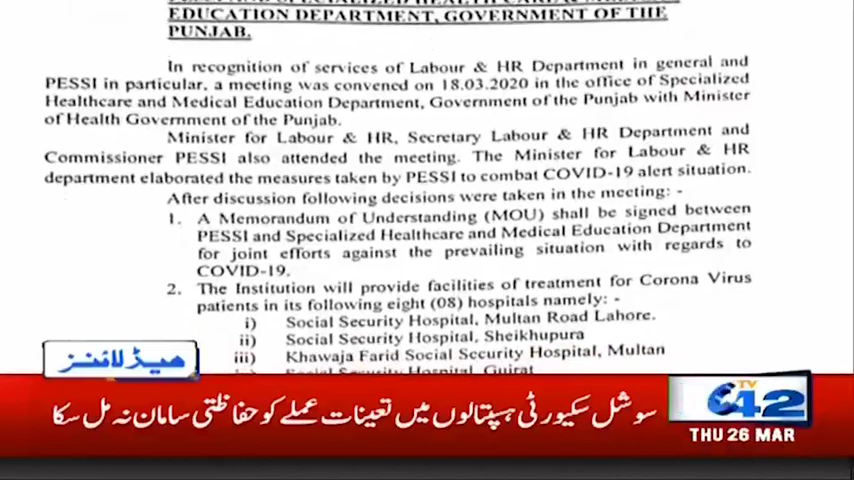 EDUCATION DEPARTMENT, GOVERNMENT OF THE
PUNJAB.
In recognition of services of Labour & HR Department in general and
PESSI in particular, a meeting was convened on 18.03.2020 in the office of Specialized
Healthcare and Medical Education Department, Government of the Punjab with Minister
of Health Government of the Punjab.
Minister for Labour & HR, Secretary Labour & HR Department and
Commissioner PESSI also attended the meeting. The Minister for Labour & HR
department elaborated the measures taken by PESSI to combat COVID-19 alert situation.
After discussion following decisions were taken in the meeting: -
1. A Memorandum of Understanding (MOU) shall be signed between
PESSI and Specialized Healthcare and Medical Education Department
for joint efforts against the prevailing situation with regards to
COVID-19.
2. The Institution will provide facilities of treatment for Corona Virus
patients in its following eight (08) hospitals namely: -
i) Social Security Hospital, Multan Road Lahore.
ii) Social Security Hospital, Sheikhupura
iii) Khawaja Farid Social Security Hospital, Multan
Social Security Hospital, Gujrat
ہیڈلائنز
سوشل سکیورٹی ہسپتالوں میں تعینات عملے کو حفاظتی سامان نہ مل سکا
TV
C42
THU 26 MAR